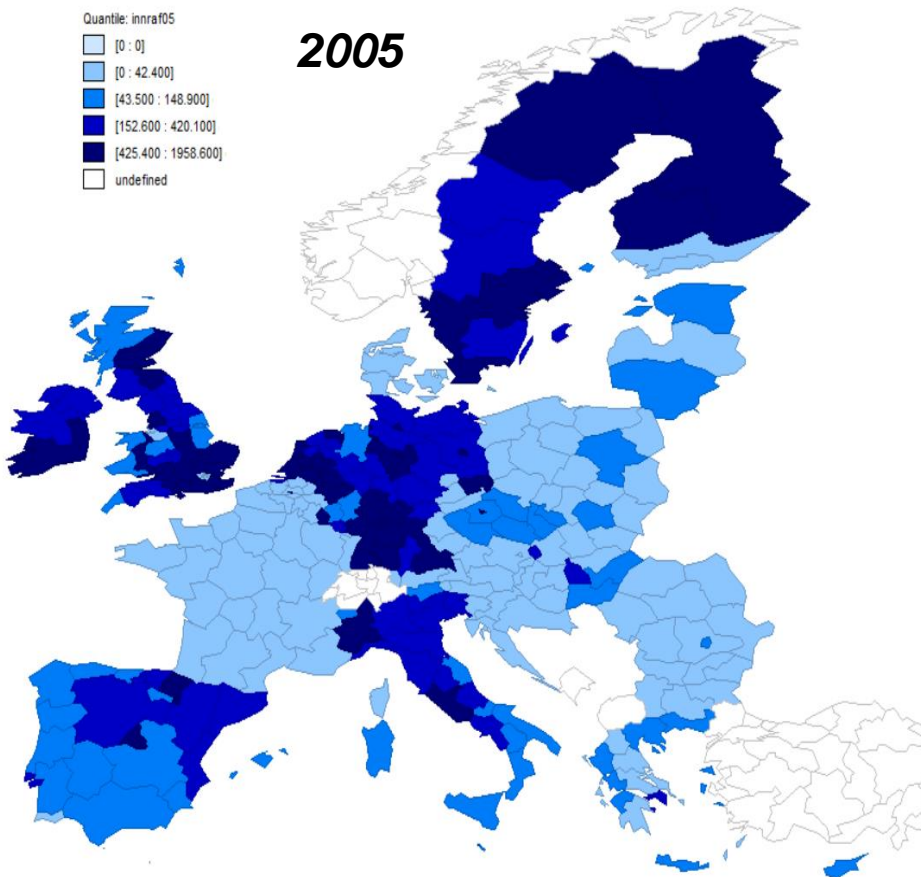 Quantile: innraf05
[0 : 0]
[0 : 42.400]
[43.500 : 148.900]
[152.600 : 420.100]
[425.400 : 1958.600]
undefined
2005